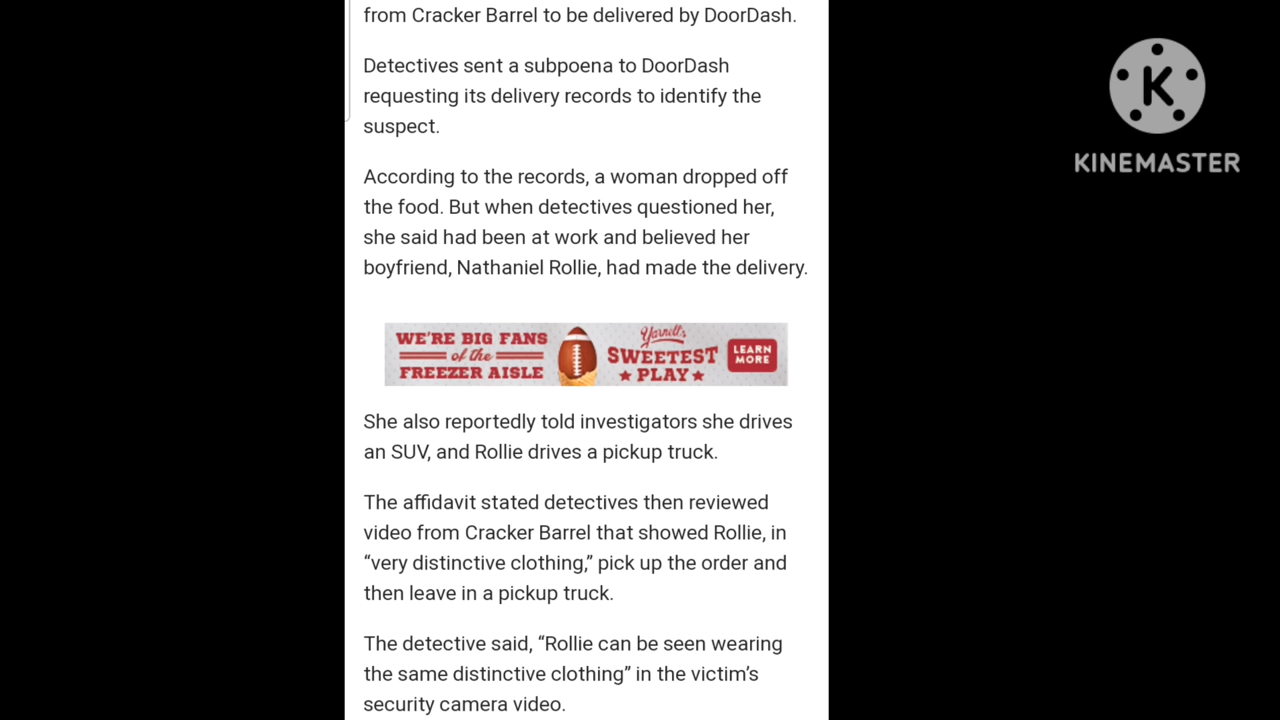 from Cracker Barrel to be delivered by DoorDash.
Detectives sent a subpoena to DoorDash
requesting its delivery records to identify the
suspect.
According to the records, a woman dropped off
the food. But when detectives questioned her,
she said had been at work and believed her
boyfriend, Nathaniel Rollie, had made the delivery.
WE'RE BIG FANS
of the
FREEZER AISLE
Yarnell's
SWEETEST
PLAY
LEARN
MORE
She also reportedly told investigators she drives
an SUV, and Rollie drives a pickup truck.
The affidavit stated detectives then reviewed
video from Cracker Barrel that showed Rollie, in
“very distinctive clothing,” pick up the order and
then leave in a pickup truck.
The detective said, “Rollie can be seen wearing
the same distinctive clothing” in the victim’s
security camera video.
K
KINEMASTER